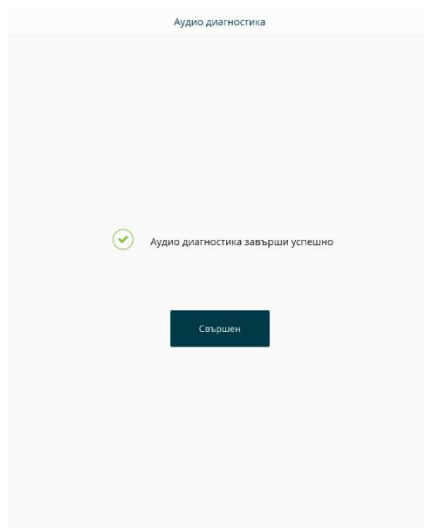 Аудио диагностика
Аудио диагностика завърши успешно
Свършен